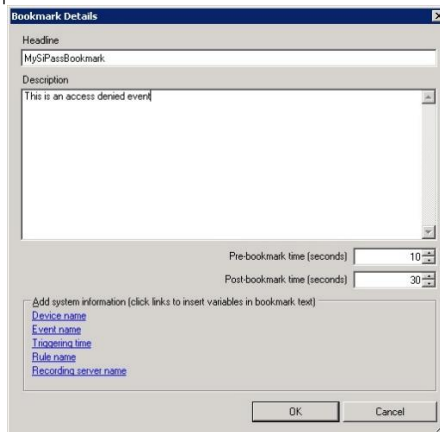 Bookmark Details
Headline
MySiPassBookmark
Description
This is an access denied event
Pre-bookmark time (seconds) 10
Post-bookmark time (seconds) 30
Add system information (click links to insert variables in bookmark text)
Device name
Event name
Triggering time
Rule name
Recording server name
OK Cancel